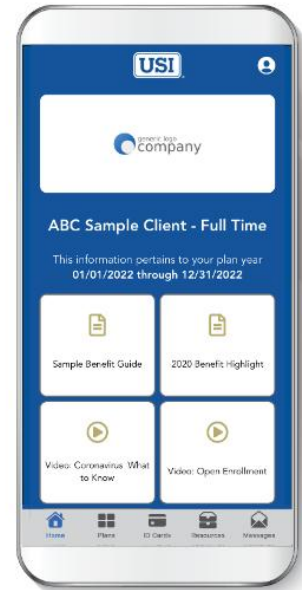 USI
generic logo
company
ABC Sample Client - Full Time
This information pertains to your plan year
01/01/2022 through 12/31/2022
Sample Benefit Guide
2020 Benefit Highlight
Video: Coronavirus: What
to Know
Video: Open Enrollment
Home
Plans
ID Cards
Resources
Messages